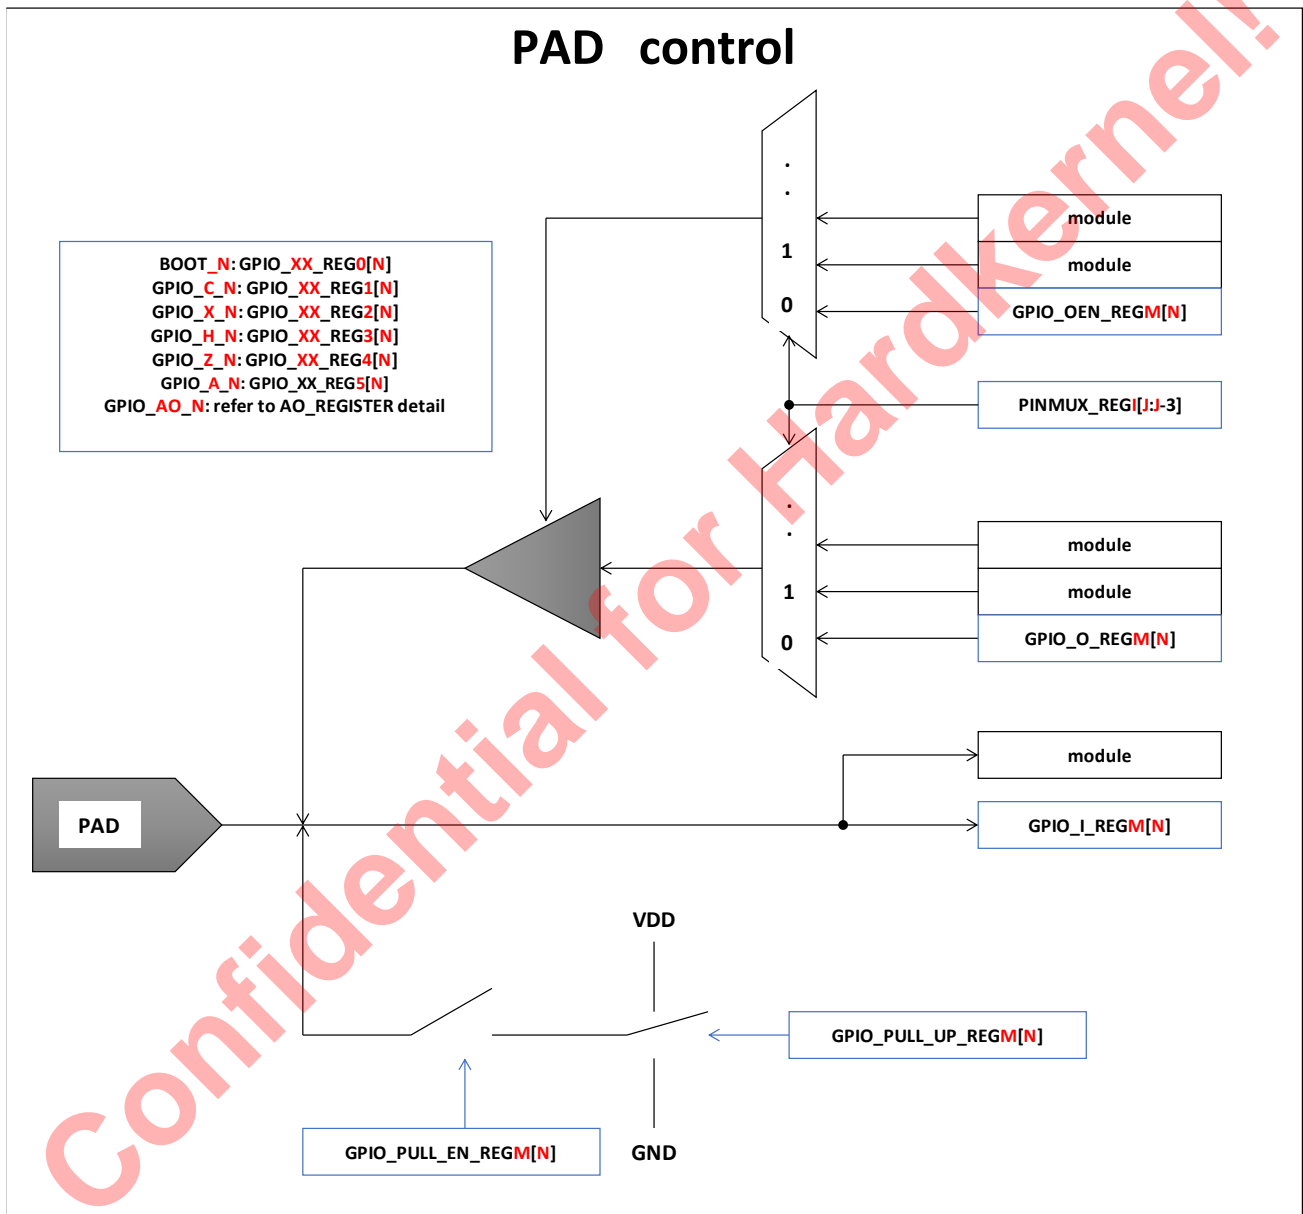 PAD control
.
.
1
0
module
module
GPIO_OEN_REGM[N]
BOOT_N: GPIO_XX_REG0[N]
GPIO_C_N: GPIO_XX_REG1[N]
GPIO_X_N: GPIO_XX_REG2[N]
GPIO_H_N: GPIO_XX_REG3[N]
GPIO_Z_N: GPIO_XX_REG4[N]
GPIO_A_N: GPIO_XX_REG5[N]
GPIO_AO_N: refer to AO_REGISTER detail
PINMUX_REGI[J:J-3]
.
.
1
0
module
module
GPIO_O_REGM[N]
module
PAD
GPIO_I_REGM[N]
VDD
GPIO_PULL_UP_REGM[N]
GPIO_PULL_EN_REGM[N]
GND
Confidential for Hardkernel!